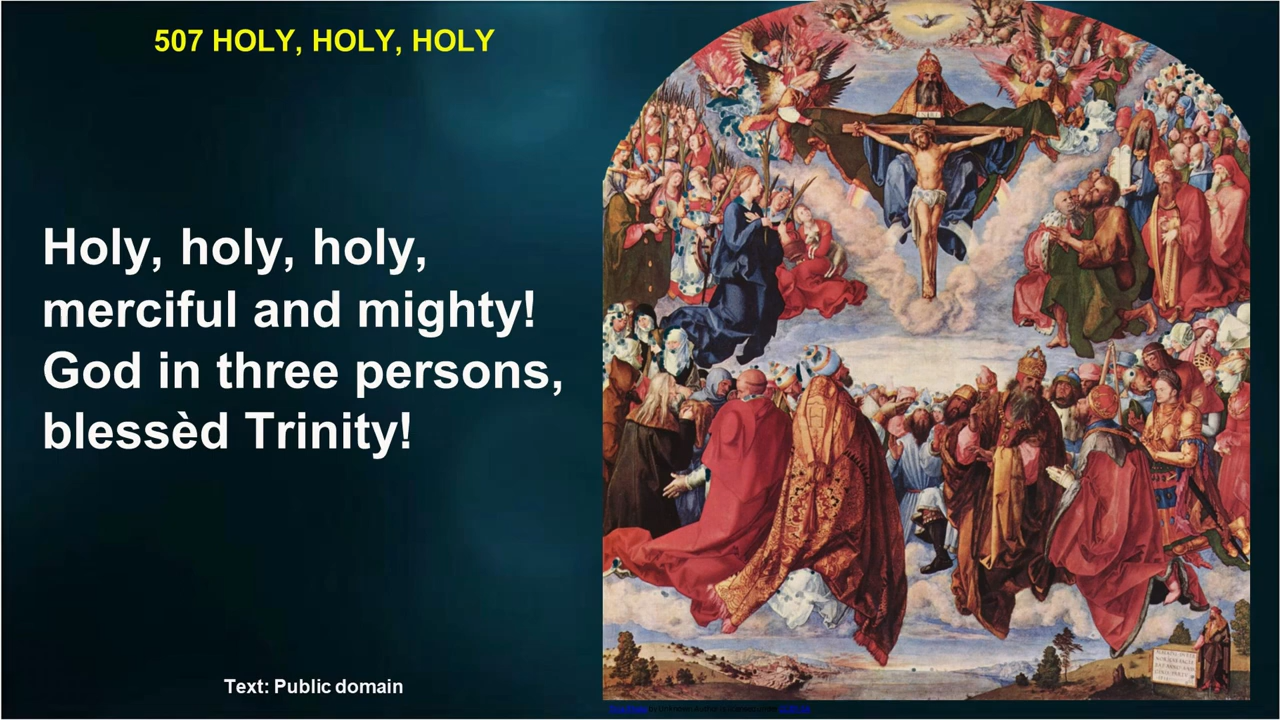 507 HOLY, HOLY, HOLY
Holy, holy, holy,
merciful and mighty!
God in three persons,
blessèd Trinity!
Text: Public domain